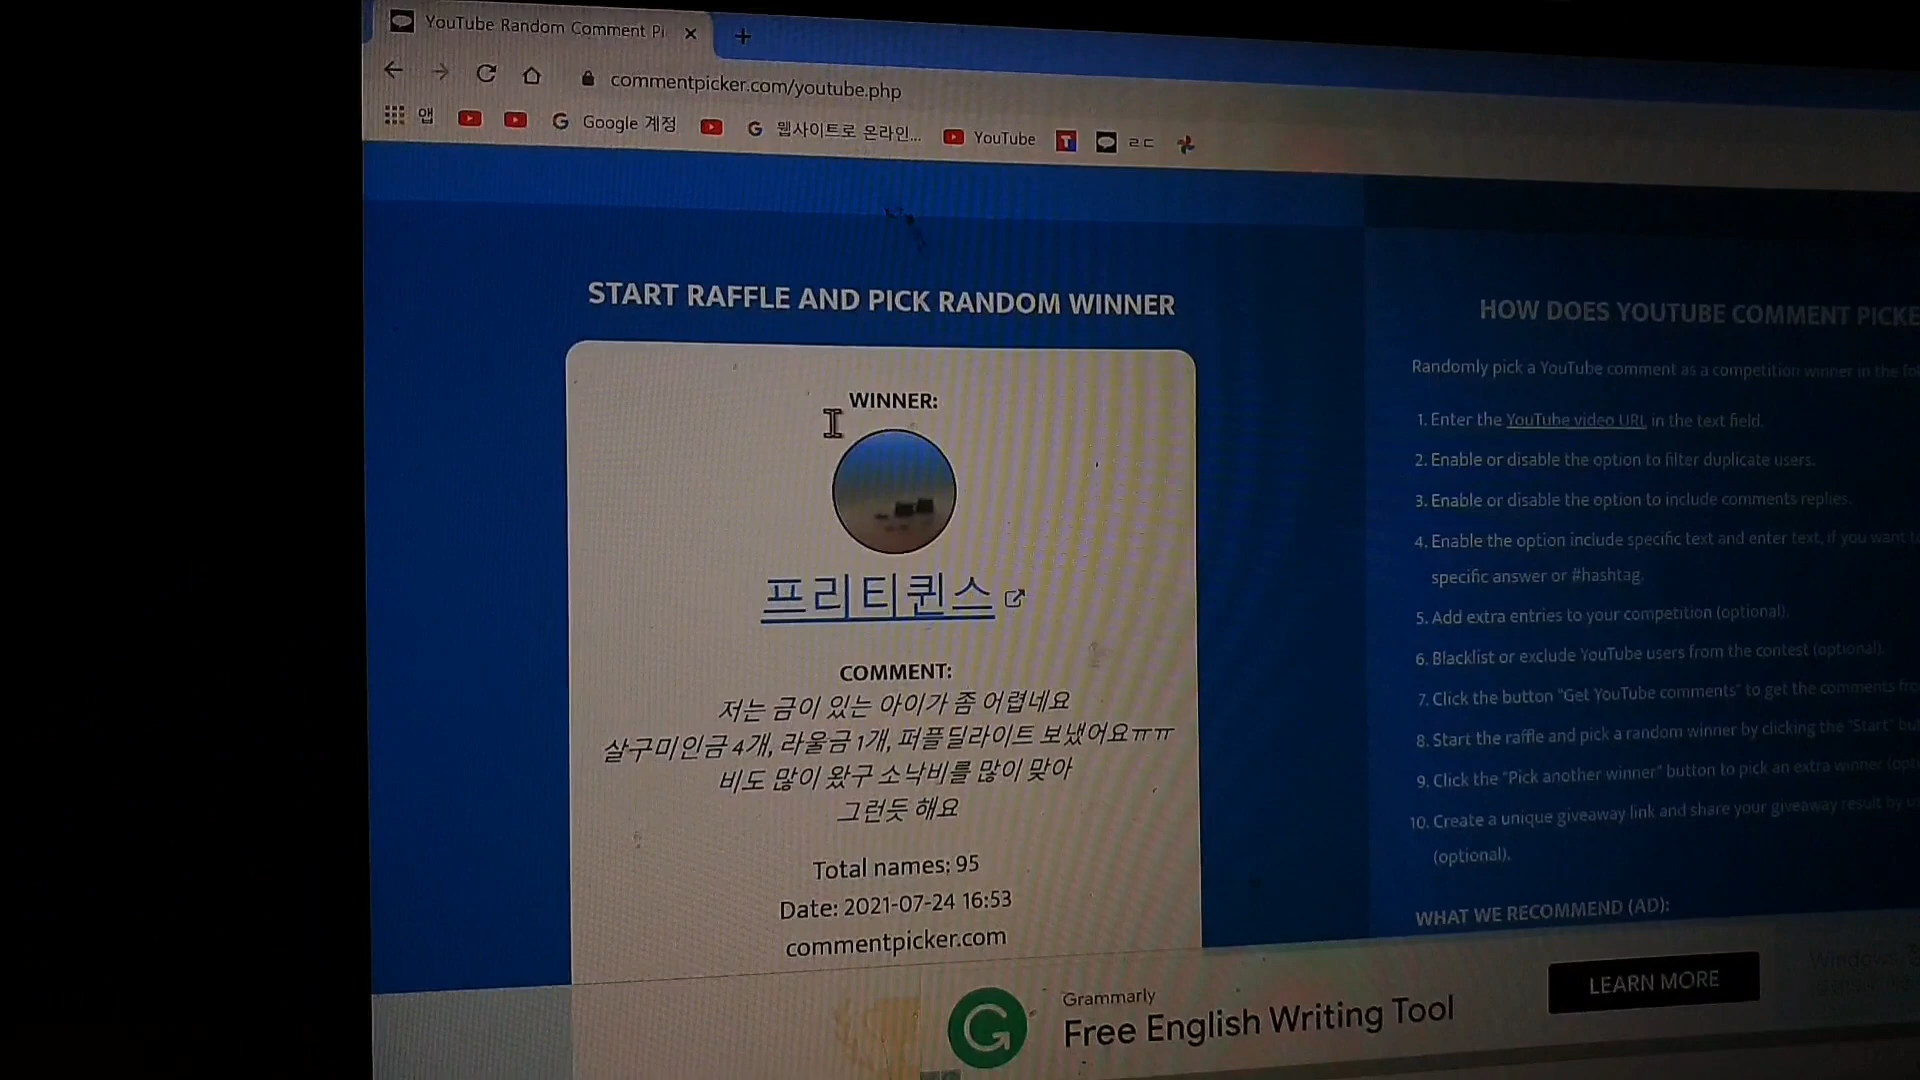 YouTube Random Comment Pi
commentpicker.com/youtube.php
앱
Google 계정
웹사이트로 온라인...
YouTube
ㄹㄷ
START RAFFLE AND PICK RANDOM WINNER
WINNER:
프리티퀸스
COMMENT:
저는 금이 있는 아이가 좀 어렵네요
살구미인금 4개, 라울금 1개, 퍼플딜라이트 보냈어요ㅠㅠ
비도 많이 왔구 소낙비를 많이 맞아
그런듯 해요
Total names: 95
Date: 2021-07-24 16:53
commentpicker.com
HOW DOES YOUTUBE COMMENT PICKE
Randomly pick a YouTube comment as a competition winner in the fol
1. Enter the YouTube video URL in the text field.
2. Enable or disable the option to filter duplicate users.
3. Enable or disable the option to include comments replies.
4. Enable the option include specific text and enter text, if you want to
specific answer or #hashtag.
5. Add extra entries to your competition (optional).
6. Blacklist or exclude YouTube users from the contest (optional).
7. Click the button "Get YouTube comments" to get the comments fro
8. Start the raffle and pick a random winner by clicking the "Start" but
9. Click the "Pick another winner" button to pick an extra winner (opt
10. Create a unique giveaway link and share your giveaway result by
(optional).
WHAT WE RECOMMEND (AD):
Grammarly
Free English Writing Tool
LEARN MORE
Windows